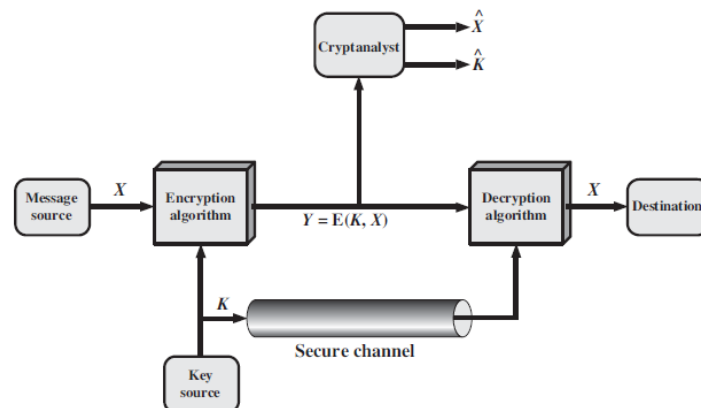 X̂
Cryptanalyst
K̂
Message
source
X
Encryption
algorithm
Y = E(K, X)
Decryption
algorithm
X
Destination
K
Secure channel
Key
source